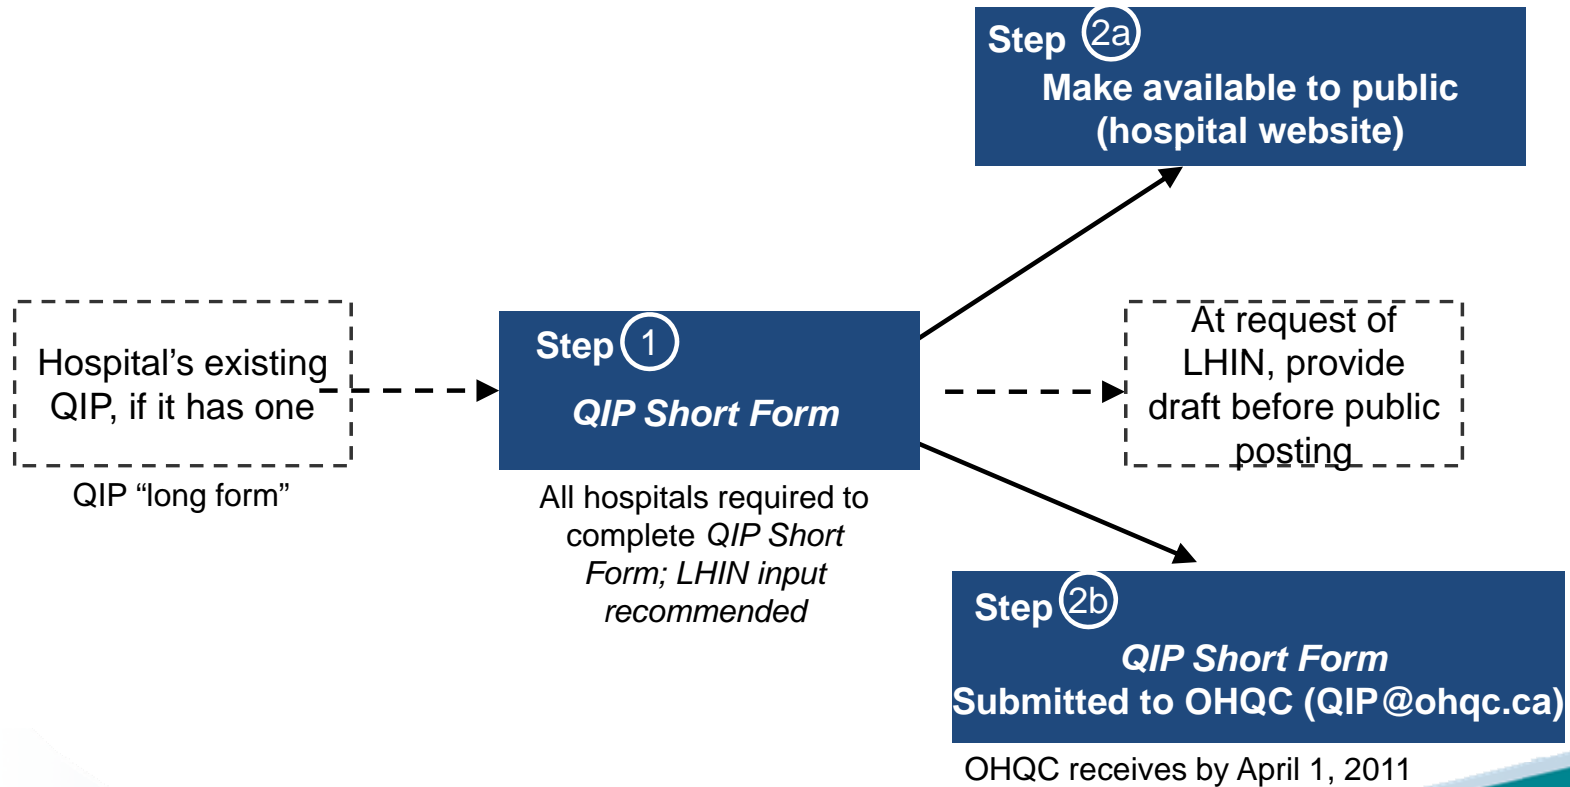 Step 2a
Make available to public
(hospital website)
Hospital’s existing
QIP, if it has one
QIP “long form”
Step 1
QIP Short Form
All hospitals required to
complete QIP Short
Form; LHIN input
recommended
At request of
LHIN, provide
draft before public
posting
Step 2b
QIP Short Form
Submitted to OHQC (QIP@ohqc.ca)
OHQC receives by April 1, 2011